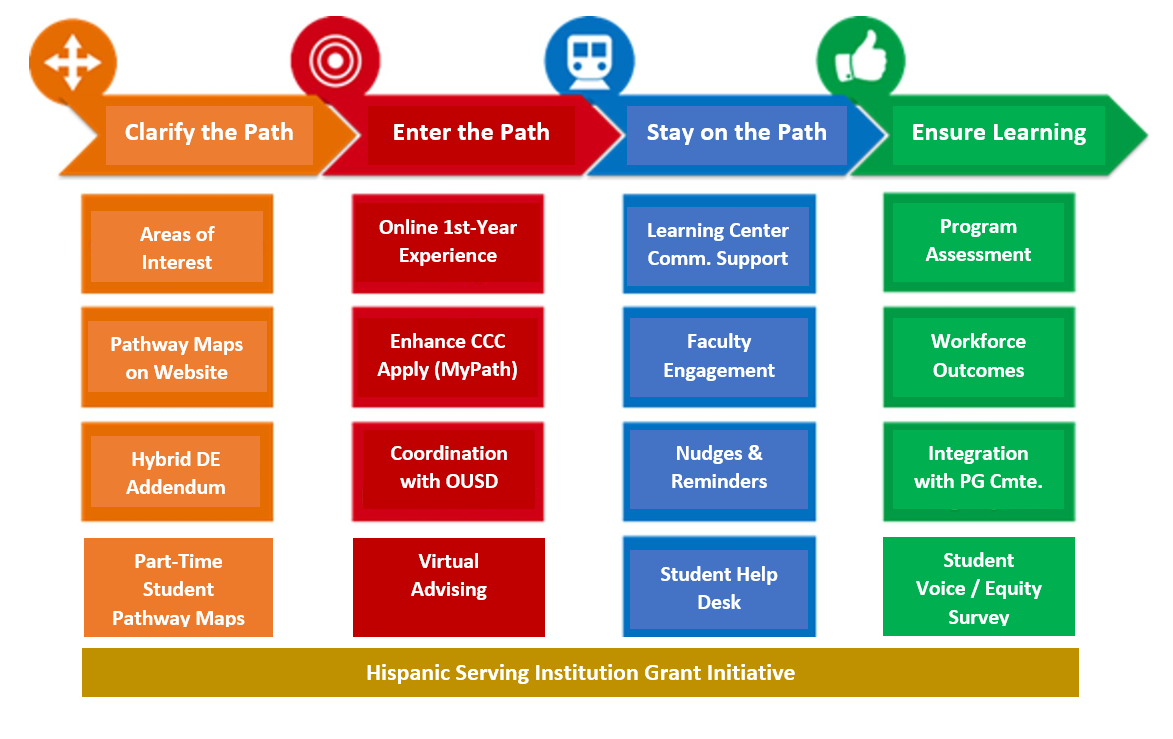 Clarify the Path
Enter the Path
Stay on the Path
Ensure Learning
Areas of
Interest
Online 1st-Year
Experience
Learning Center
Comm. Support
Program
Assessment
Pathway Maps
on Website
Enhance CCC
Apply (MyPath)
Faculty
Engagement
Workforce
Outcomes
Hybrid DE
Addendum
Coordination
with OUSD
Nudges &
Reminders
Integration
with PG Cmte.
Part-Time
Student
Pathway Maps
Virtual
Advising
Student Help
Desk
Student
Voice / Equity
Survey
Hispanic Serving Institution Grant Initiative